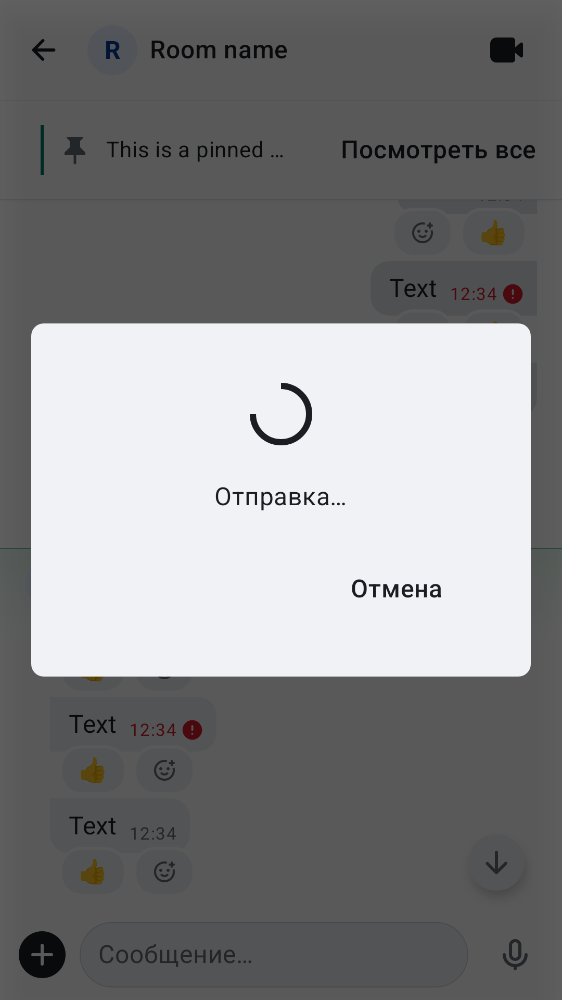 R Room name
This is a pinned … Посмотреть все
Text 12:34
Отправка…
Отмена
Text 12:34
Text 12:34
Сообщение…